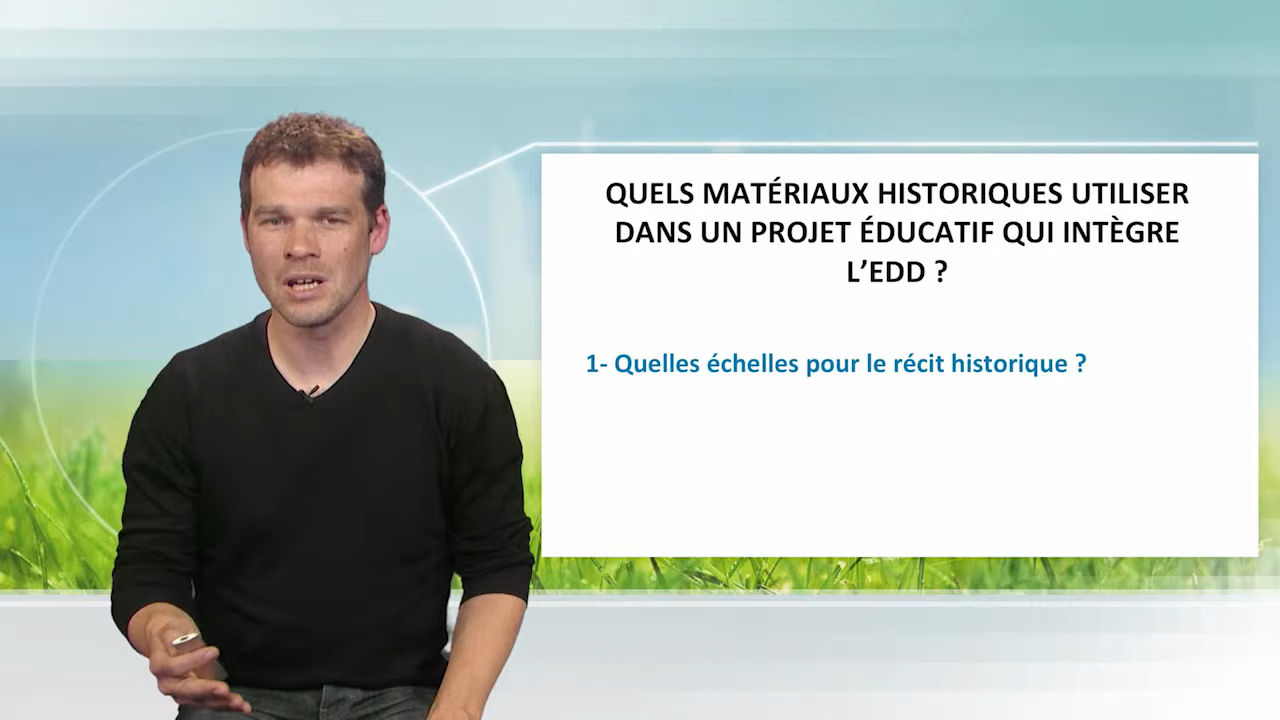 QUELS MATÉRIAUX HISTORIQUES UTILISER
DANS UN PROJET ÉDUCATIF QUI INTÈGRE
L’EDD ?
1- Quelles échelles pour le récit historique ?